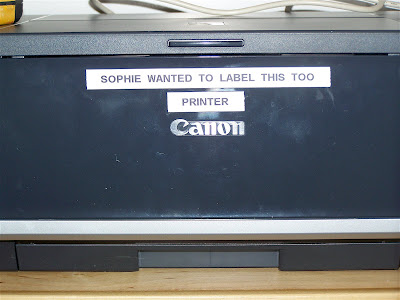 SOPHIE WANTED TO LABEL THIS TOO
PRINTER
Canon